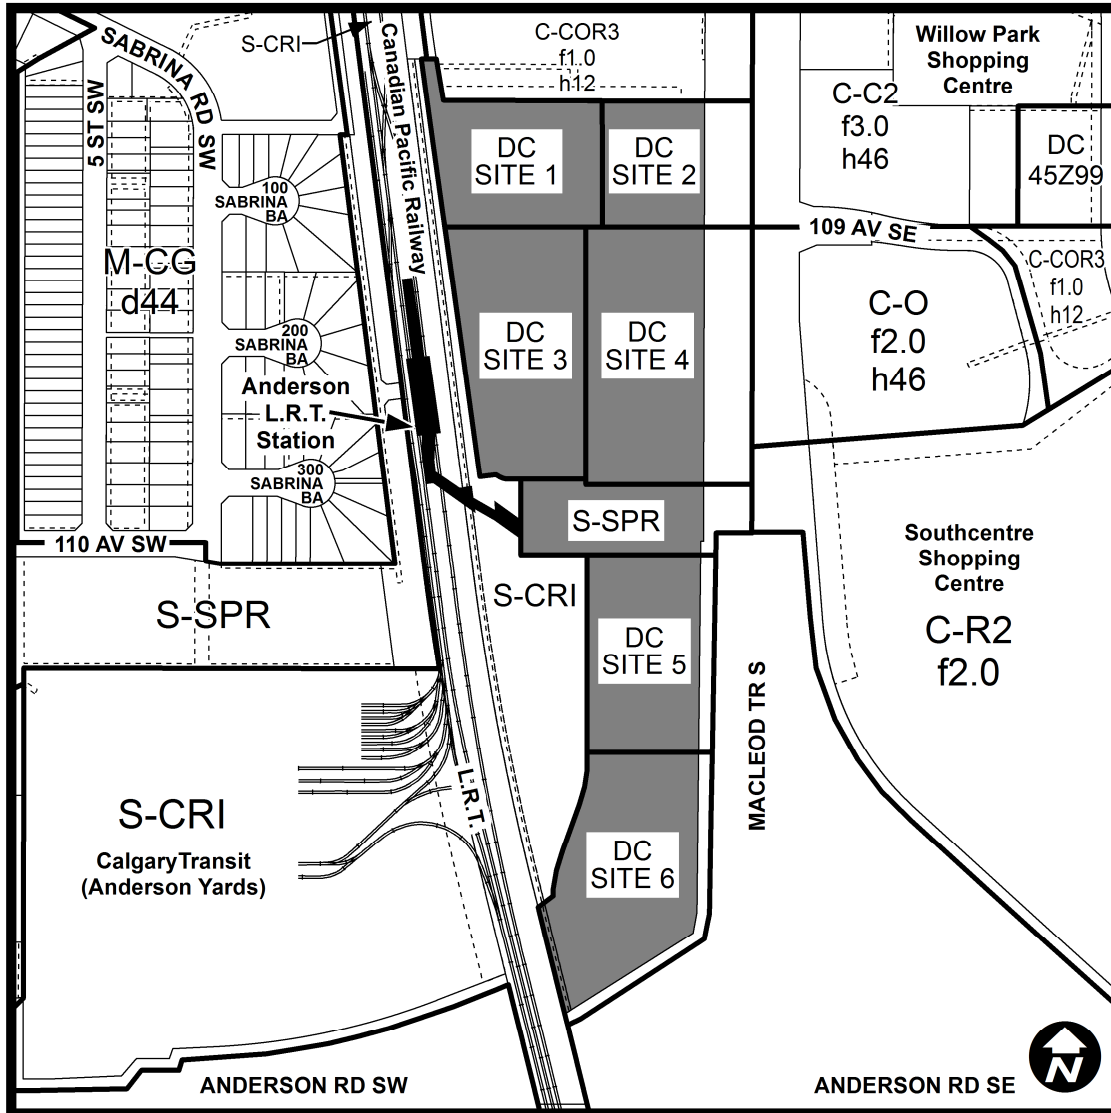 S-CRI
Canadian Pacific Railway
C-COR3
f1.0
h12
Willow Park
Shopping
Centre
SABRINA RD SW
5 ST SW
C-C2
f3.0
h46
DC
45Z99
DC
SITE 1
DC
SITE 2
100
SABRINA
BA
109 AV SE
M-CG
d44
C-COR3
f1.0
h12
C-O
f2.0
h46
200
SABRINA
BA
DC
SITE 3
DC
SITE 4
Anderson
L.R.T.
Station
300
SABRINA
BA
S-SPR
110 AV SW
Southcentre
Shopping
Centre
S-CRI
S-SPR
C-R2
f2.0
DC
SITE 5
MACLEOD TR S
L.R.T.
S-CRI
CalgaryTransit
(Anderson Yards)
DC
SITE 6
ANDERSON RD SW
ANDERSON RD SE
N